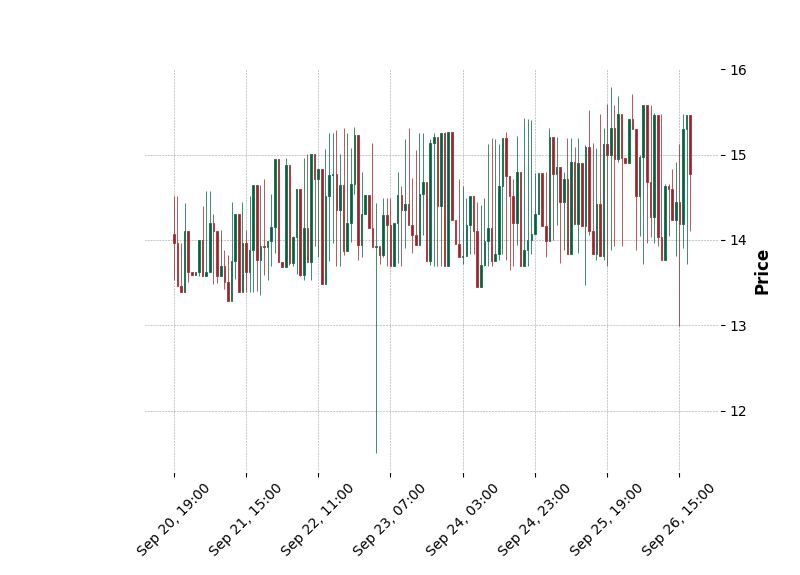 16
15
14
13
12
Price
Sep 20, 19:00
Sep 21, 15:00
Sep 22, 11:00
Sep 23, 07:00
Sep 24, 03:00
Sep 24, 23:00
Sep 25, 19:00
Sep 26, 15:00